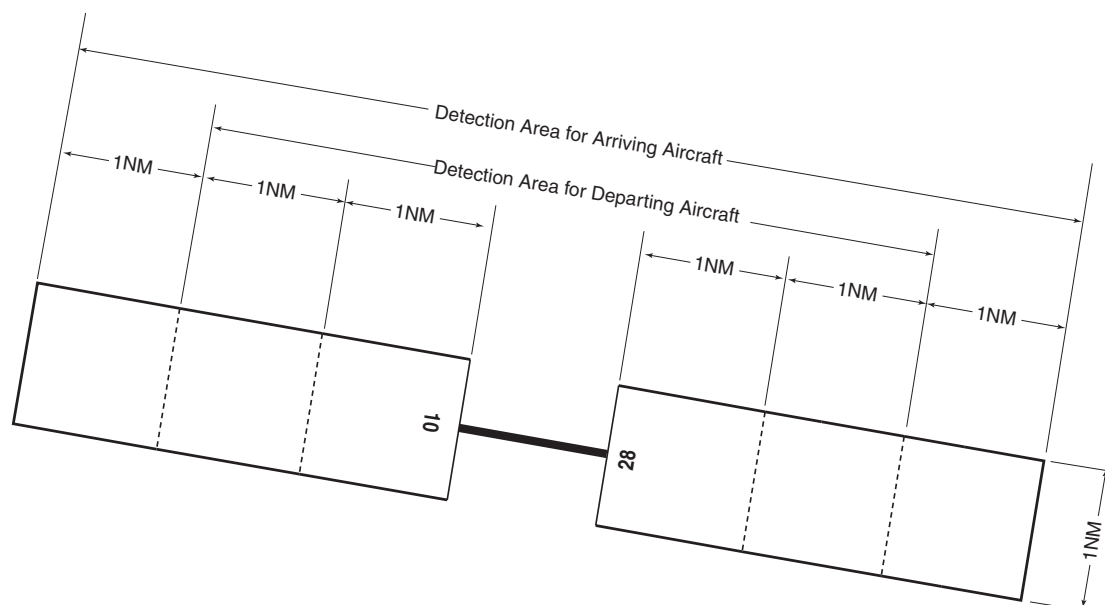 Detection Area for Arriving Aircraft
Detection Area for Departing Aircraft
1NM
1NM
1NM
1NM
1NM
1NM
10
28
1NM